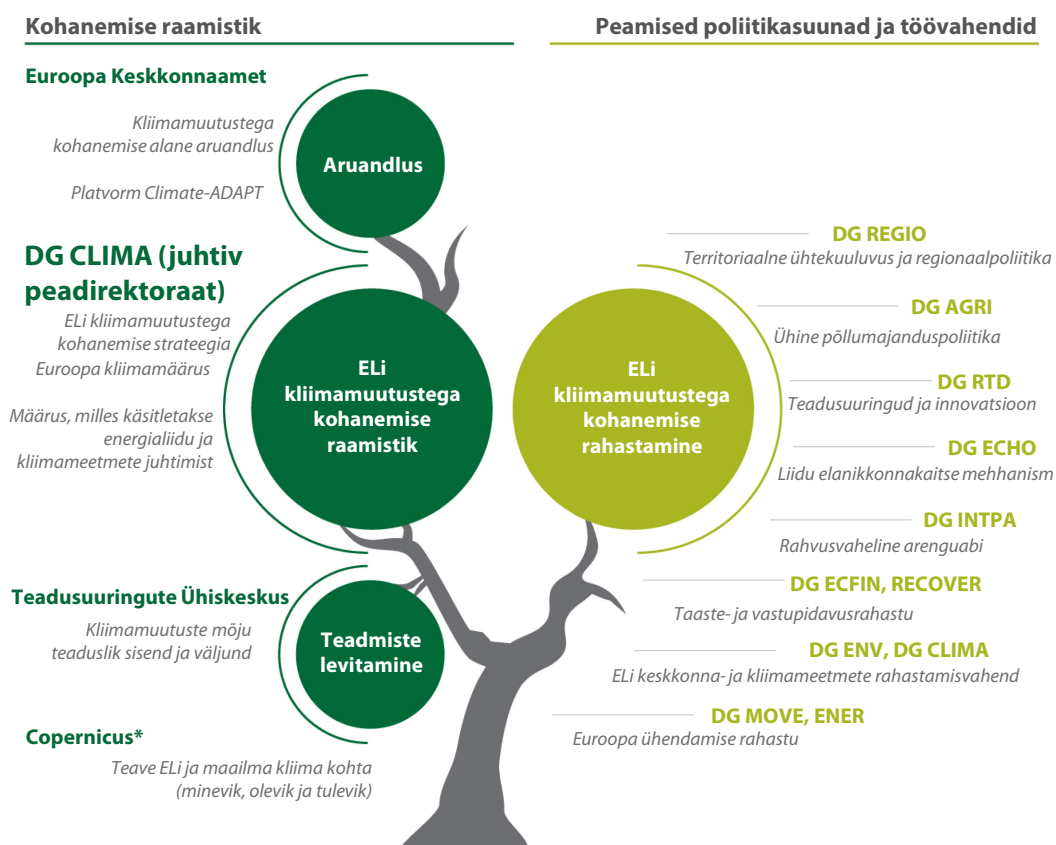 Kohanemise raamistik
Peamised poliitikasuunad ja töövahendid
Euroopa Keskkonnaamet
Kliimamuutustega
kohanemise alane aruandlus
Platvorm Climate-ADAPT
Aruandlus
DG CLIMA (juhtiv
peadirektoraat)
ELi kliimamuutustega
kohanemise strateegia
Euroopa kliimamäärus
Määrus, milles käsitletakse
energialiidu ja
kliimameetmete juhtimist
ELi
kliimamuutustega
kohanemise
raamistik
Teadusuuringute Ühiskeskus
Kliimamuutuste mõju
teaduslik sisend ja väljund
Teadmiste
levitamine
Copernicus*
Teave ELi ja maailma kliima kohta
(minevik, olevik ja tulevik)
ELi
kliimamuutustega
kohanemise
rahastamine
DG REGIO
Territoriaalne ühtekuuluvus ja regionaalpoliitika
DG AGRI
Ühine põllumajanduspoliitika
DG RTD
Teadusuuringud ja innovatsioon
DG ECHO
Liidu elanikkonnakaitse mehhanism
DG INTPA
Rahvusvaheline arenguabi
DG ECFIN, RECOVER
Taaste- ja vastupidavusrahastu
DG ENV, DG CLIMA
ELi keskkonna- ja kliimameetmete rahastamisvahend
DG MOVE, ENER
Euroopa ühendamise rahastu